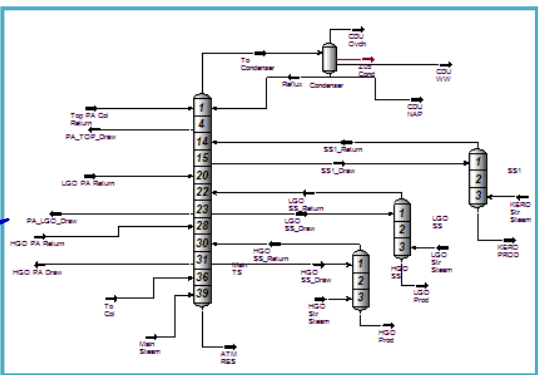 CDU
Ovch
To
Condenser
Cond
CDU
WW
Reflux
Condenser
CDU
NAP
Top PA Col
Return
1
PA_TOP_Draw
4
14
SS1_Return
15
SS1_Draw
1
2
3
SS1
LGO PA Return
20
22
LGO
SS_Return
KERO
Str
Steam
PA_LGO_Draw
23
LGO
SS_Draw
1
2
3
LGO
SS
HGO PA Return
28
KERO
PROD
30
HGO
SS_Return
LGO
Str
Steam
HGO PA Draw
31
Main
TS
HGO
SS_Draw
1
2
3
HGO
SS
36
To
Col
39
HGO
Str
Steam
LGO
Prod
Main
Steam
HGO
Prod
ATM
RES